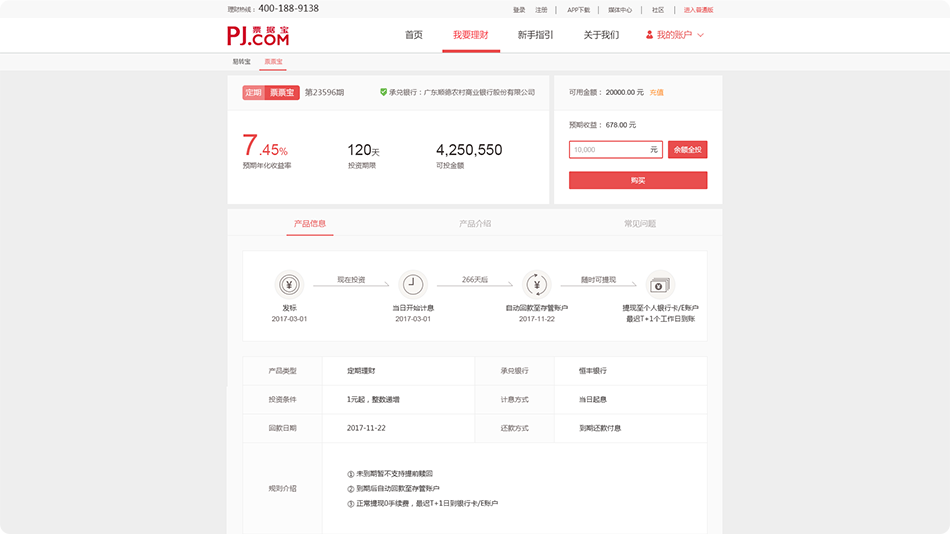 理财热线： 400-188-9138
登录 注册 | APP下载 | 媒体中心 | 社区 | 进入普通版
PJ.COM 票据宝
首页 我要理财 新手指引 关于我们 我的账户
易转宝 票票宝
定期 票票宝 第23596期 承兑银行：广东顺德农村商业银行股份有限公司
7.45% 120天 4,250,550
预期年化收益率 投资期限 可投金额
可用金额： 20000.00 元 充值
预期收益： 678.00 元
10,000 元 余额全投
购买
产品信息 产品介绍 常见问题
现在投资 266天后 随时可提现
发标 当日开始计息 自动回款至存管账户 提现至个人银行卡/E账户
2017-03-01 2017-03-01 2017-11-22 最迟T+1个工作日到账
产品类型 定期理财 承兑银行 恒丰银行
投资条件 1元起，整数递增 计息方式 当日起息
回款日期 2017-11-22 还款方式 到期还款付息
规则介绍
① 未到期暂不支持提前赎回
② 到期后自动回款至存管账户
③ 正常提现0手续费，最迟T+1日到银行卡/E账户